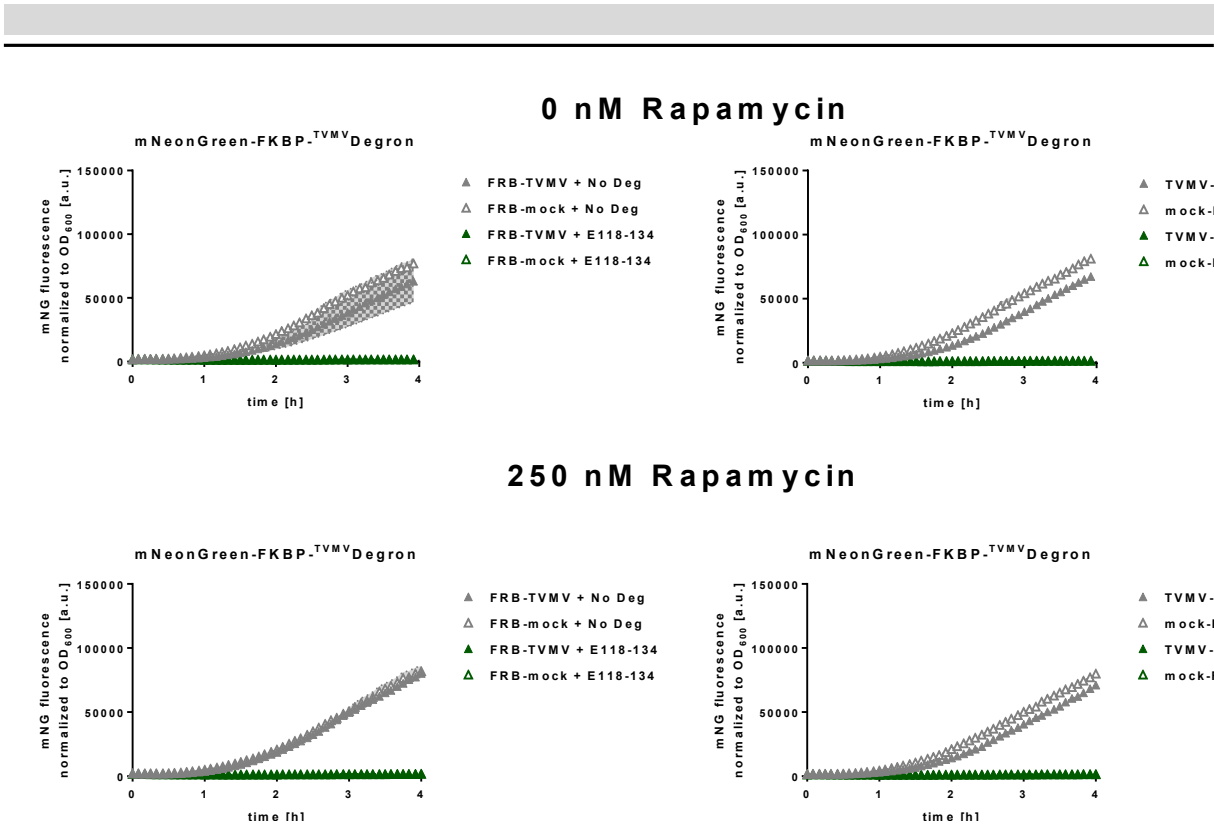 0 nM Rapamycin
mNeonGreen-FKBP-TVMVDegron
mNG fluorescence
normalized to OD600 [a.u.]
150000
100000
50000
0
0 1 2 3 4
time [h]
FRB-TVMV + No Deg
FRB-mock + No Deg
FRB-TVMV + E118-134
FRB-mock + E118-134
mNeonGreen-FKBP-TVMVDegron
mNG fluorescence
normalized to OD600 [a.u.]
150000
100000
50000
0
0 1 2 3 4
time [h]
TVMV-
mock-
TVMV-
mock-
250 nM Rapamycin
mNeonGreen-FKBP-TVMVDegron
mNG fluorescence
normalized to OD600 [a.u.]
150000
100000
50000
0
0 1 2 3 4
time [h]
FRB-TVMV + No Deg
FRB-mock + No Deg
FRB-TVMV + E118-134
FRB-mock + E118-134
mNeonGreen-FKBP-TVMVDegron
mNG fluorescence
normalized to OD600 [a.u.]
150000
100000
50000
0
0 1 2 3 4
time [h]
TVMV-
mock-
TVMV-
mock-